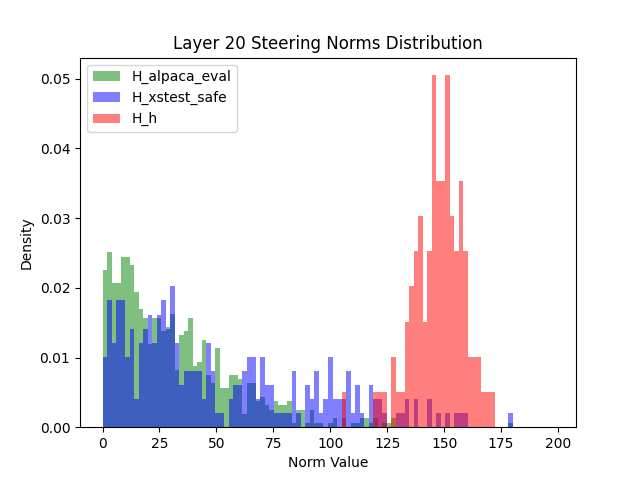 Layer 20 Steering Norms Distribution
H_alpaca_eval
H_xstest_safe
H_h
Density
0.05
0.04
0.03
0.02
0.01
0.00
0 25 50 75 100 125 150 175 200
Norm Value